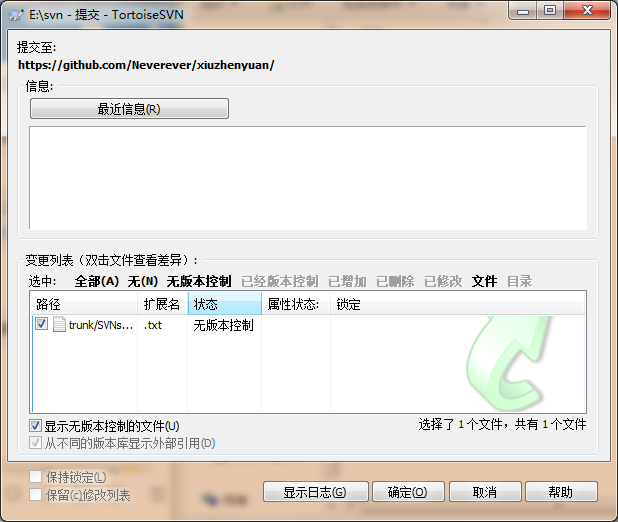 E:\svn - 提交 - TortoiseSVN
提交至:
https://github.com/Neverever/xiuzhenyuan/
信息:
最近信息(R)
变更列表（双击文件查看差异）:
选中: 全部(A) 无(N) 无版本控制 已经版本控制 已增加 已删除 已修改 文件 目录
路径 扩展名 状态 属性状态: 锁定
trunk/SVNs... .txt 无版本控制
显示无版本控制的文件(U)
选择了 1 个文件，共有 1 个文件
从不同的版本库显示外部引用(D)
保持锁定(L)
保留(c)修改列表
显示日志(G) 确定(O) 取消 帮助